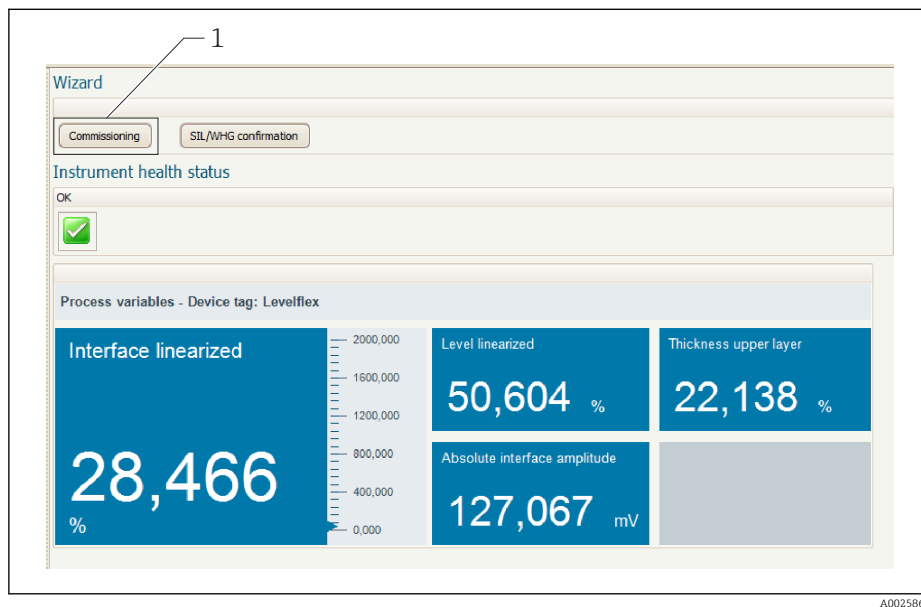 1
Wizard
Commissioning SIL/WHG confirmation
Instrument health status
OK
Process variables - Device tag: Levelflex
Interface linearized
28,466
%
2000,000
1600,000
1200,000
800,000
400,000
0,000
Level linearized
50,604 %
Thickness upper layer
22,138 %
Absolute interface amplitude
127,067 mV
A002586